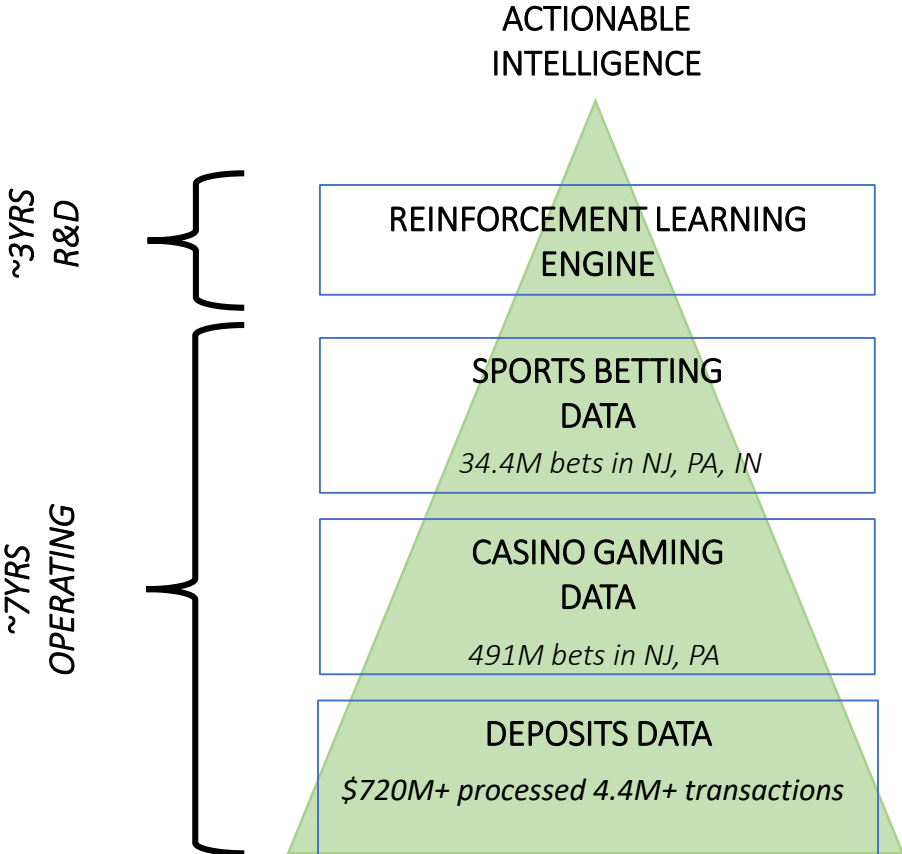 ACTIONABLE
INTELLIGENCE
~3YRS
R&D
REINFORCEMENT LEARNING
ENGINE
~7YRS
OPERATING
SPORTS BETTING
DATA
34.4M bets in NJ, PA, IN
CASINO GAMING
DATA
491M bets in NJ, PA
DEPOSITS DATA
$720M+ processed 4.4M+ transactions